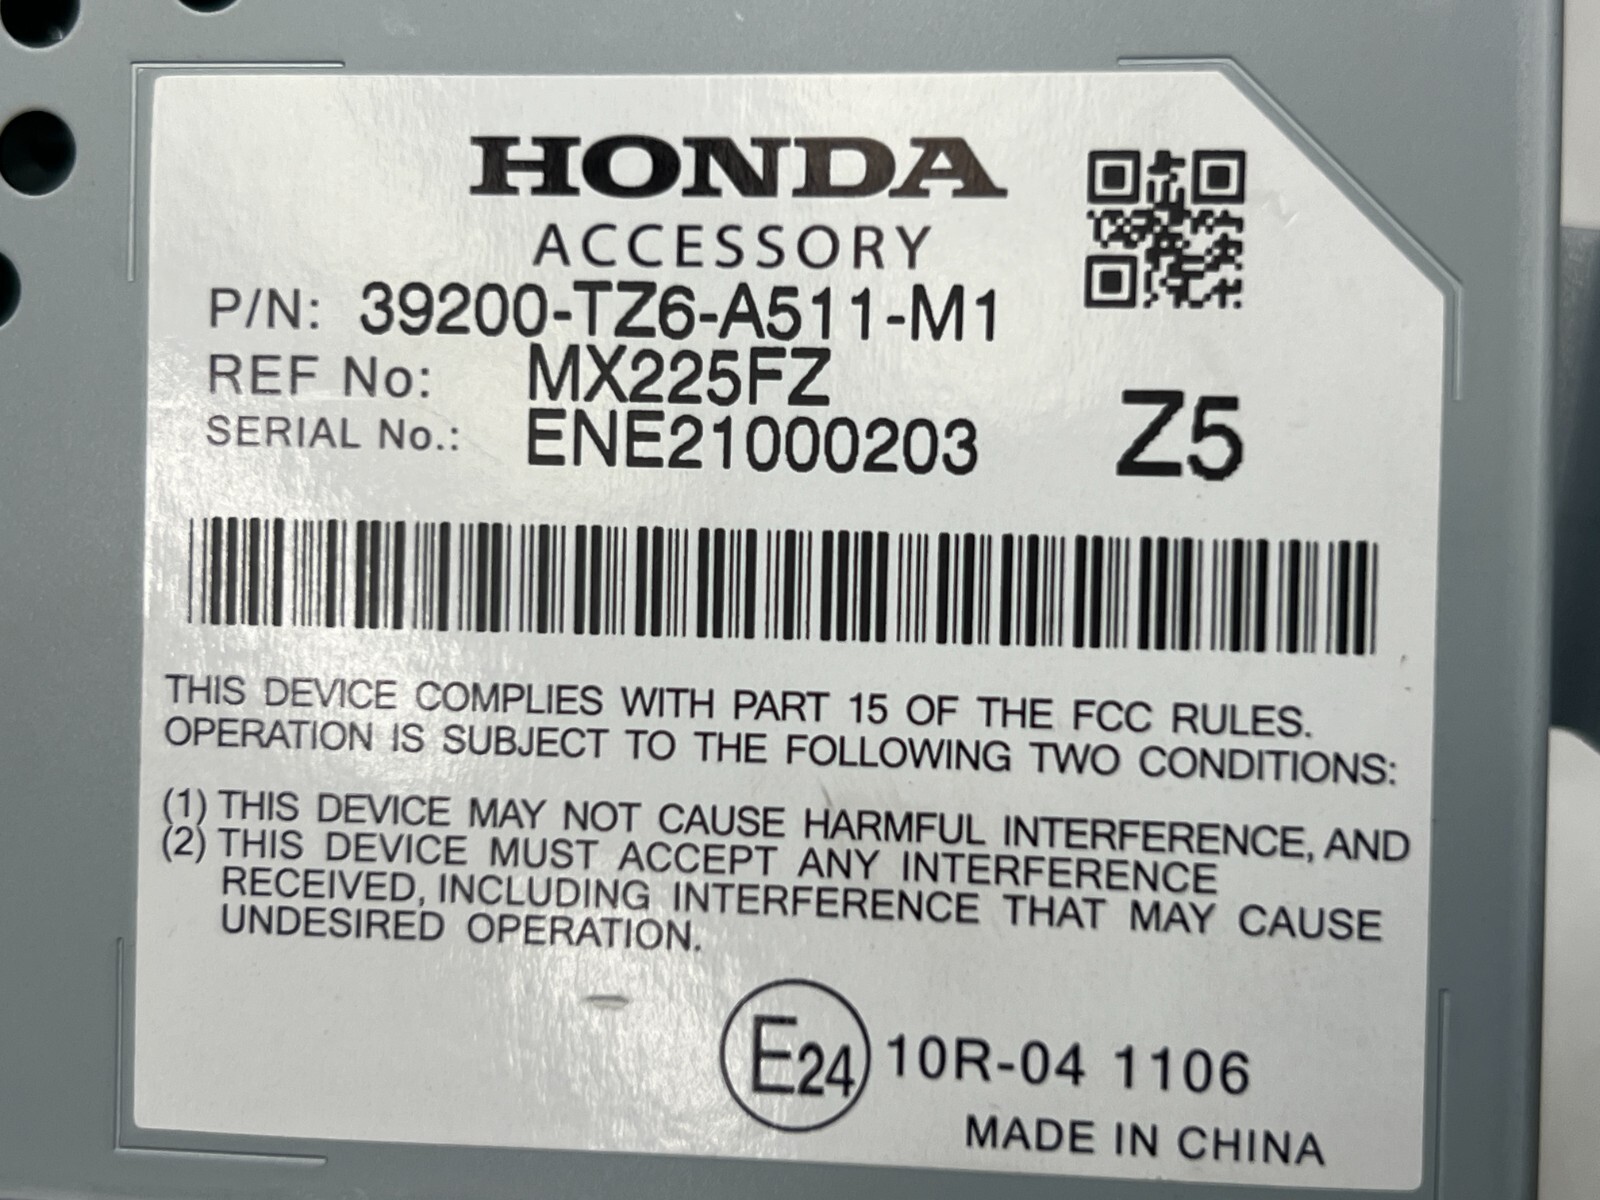 HONDA
ACCESSORY
P/N: 39200-TZ6-A511-M1
REF No: MX225FZ
SERIAL No.: ENE21000203
Z5
THIS DEVICE COMPLIES WITH PART 15 OF THE FCC RULES.
OPERATION IS SUBJECT TO THE FOLLOWING TWO CONDITIONS:
(1) THIS DEVICE MAY NOT CAUSE HARMFUL INTERFERENCE, AND
(2) THIS DEVICE MUST ACCEPT ANY INTERFERENCE
RECEIVED, INCLUDING INTERFERENCE THAT MAY CAUSE
UNDESIRED OPERATION.
E24 10R-04 1106
MADE IN CHINA